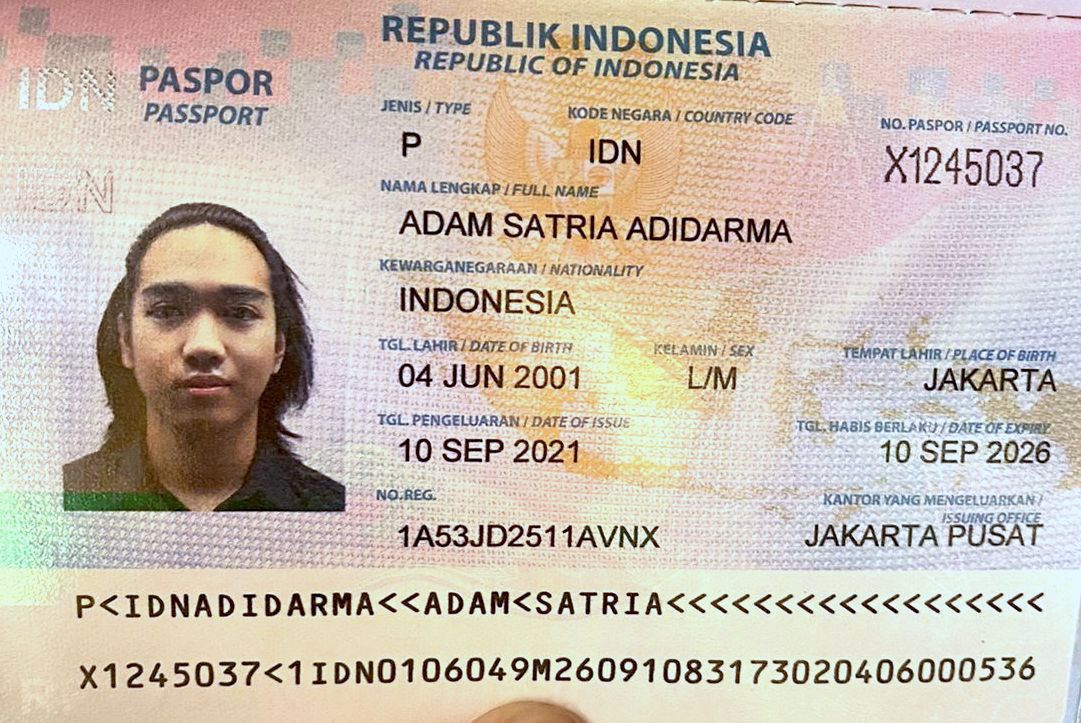 REPUBLIK INDONESIA
REPUBLIC OF INDONESIA
IDN
PASPOR
PASSPORT
JENIS / TYPE
KODE NEGARA / COUNTRY CODE
NO. PASPOR / PASSPORT NO.
P
IDN
X1245037
IDN
NAMA LENGKAP / FULL NAME
ADAM SATRIA ADIDARMA
KEWARGANEGARAAN / NATIONALITY
INDONESIA
TGL. LAHIR / DATE OF BIRTH
KELAMIN / SEX
TEMPAT LAHIR / PLACE OF BIRTH
04 JUN 2001
L/M
JAKARTA
TGL. PENGELUARAN / DATE OF ISSUE
TGL. HABIS BERLAKU / DATE OF EXPIRY
10 SEP 2021
10 SEP 2026
NO.REG.
KANTOR YANG MENGELUARKAN /
ISSUING OFFICE
1A53JD2511AVNX
JAKARTA PUSAT
P<IDNADIDARMA<<ADAM<SATRIA<<<<<<<<<<<<<<<<<<
X1245037<1IDN0106049M2609108317302040600‌0536